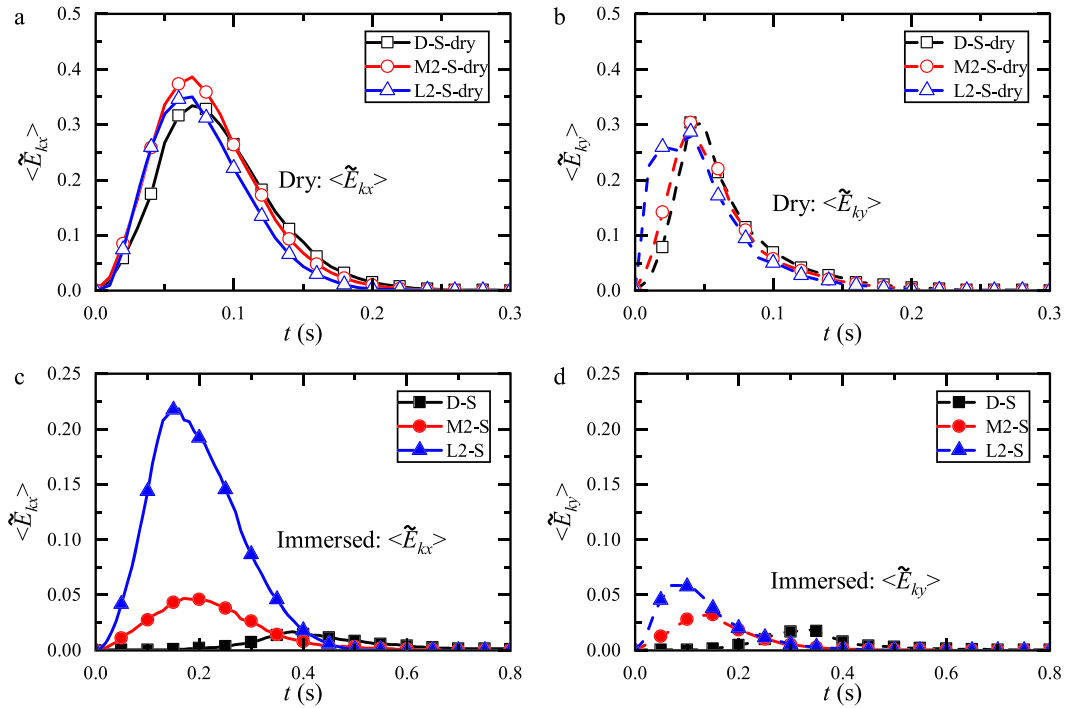 a
<Ẽkx>
0.5
0.4
0.3
0.2
0.1
0.0
D-S-dry
M2-S-dry
L2-S-dry
Dry: <Ẽkx>
0.0 0.1 0.2 0.3
t (s)
b
<Ẽky>
0.5
0.4
0.3
0.2
0.1
0.0
D-S-dry
M2-S-dry
L2-S-dry
Dry: <Ẽky>
0.0 0.1 0.2 0.3
t (s)
c
<Ẽkx>
0.25
0.20
0.15
0.10
0.05
0.00
D-S
M2-S
L2-S
Immersed: <Ẽkx>
0.0 0.2 0.4 0.6 0.8
t (s)
d
<Ẽky>
0.25
0.20
0.15
0.10
0.05
0.00
D-S
M2-S
L2-S
Immersed: <Ẽky>
0.0 0.2 0.4 0.6 0.8
t (s)